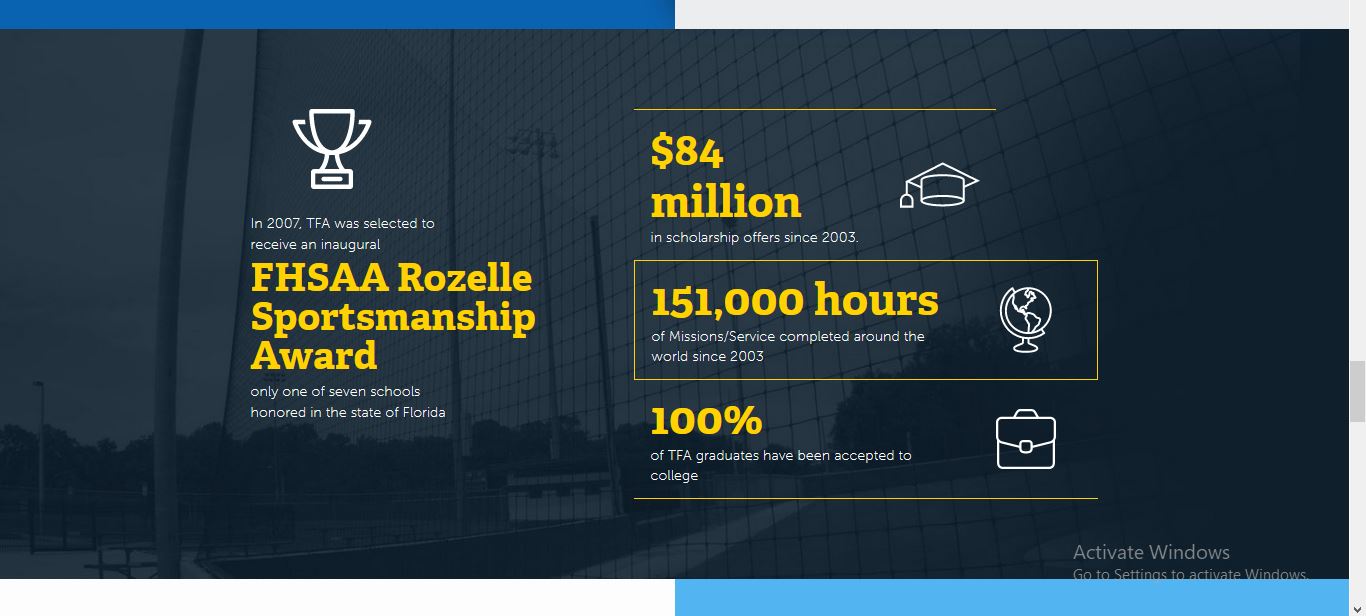 In 2007, TFA was selected to
receive an inaugural
FHSAA Rozelle
Sportsmanship
Award
only one of seven schools
honored in the state of Florida
$84
million
in scholarship offers since 2003.
151,000 hours
of Missions/Service completed around the
world since 2003
100%
of TFA graduates have been accepted to
college
Activate Windows
Go to Settings to activate Windows.